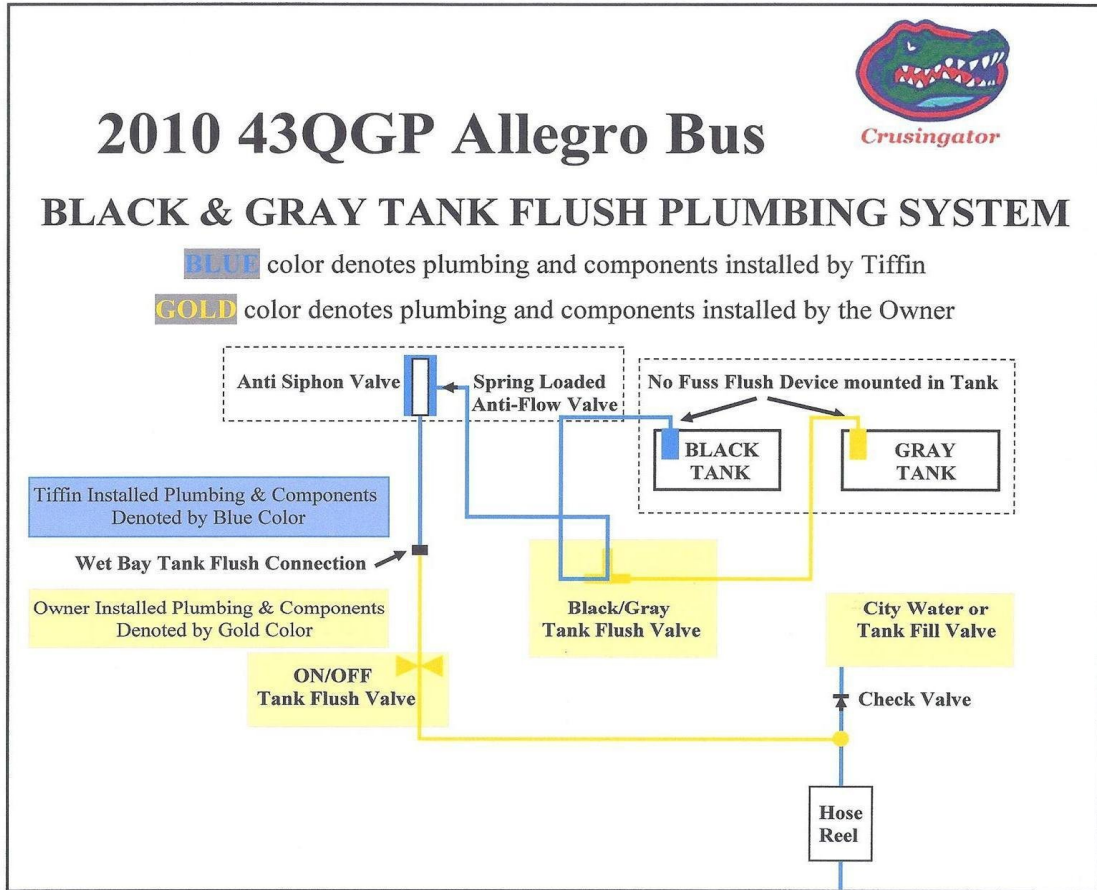 Crusingator
2010 43QGP Allegro Bus
BLACK & GRAY TANK FLUSH PLUMBING SYSTEM
BLUE color denotes plumbing and components installed by Tiffin
GOLD color denotes plumbing and components installed by the Owner
Anti Siphon Valve
Spring Loaded
Anti-Flow Valve
No Fuss Flush Device mounted in Tank
BLACK
TANK
GRAY
TANK
Tiffin Installed Plumbing & Components
Denoted by Blue Color
Wet Bay Tank Flush Connection
Owner Installed Plumbing & Components
Denoted by Gold Color
Black/Gray
Tank Flush Valve
City Water or
Tank Fill Valve
ON/OFF
Tank Flush Valve
Check Valve
Hose
Reel